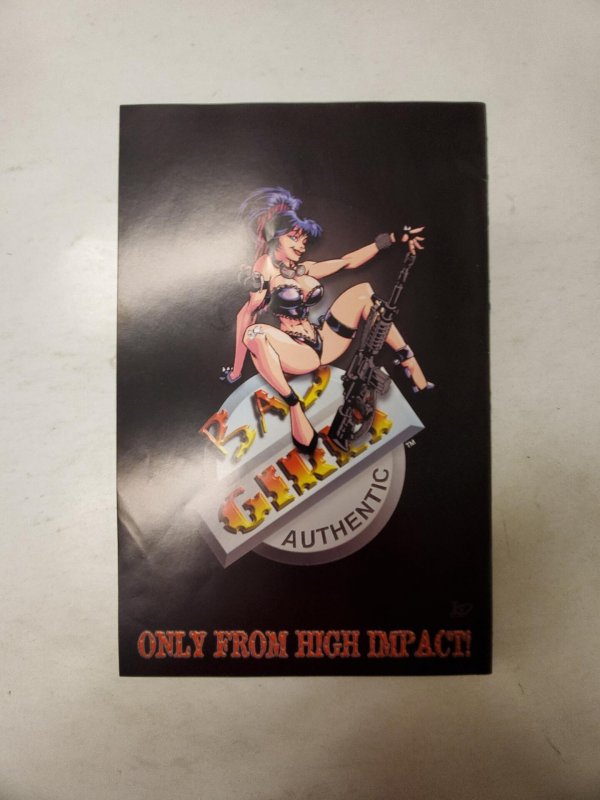 BAD
GIRL
AUTHENTIC
™
ONLY FROM HIGH IMPACT!